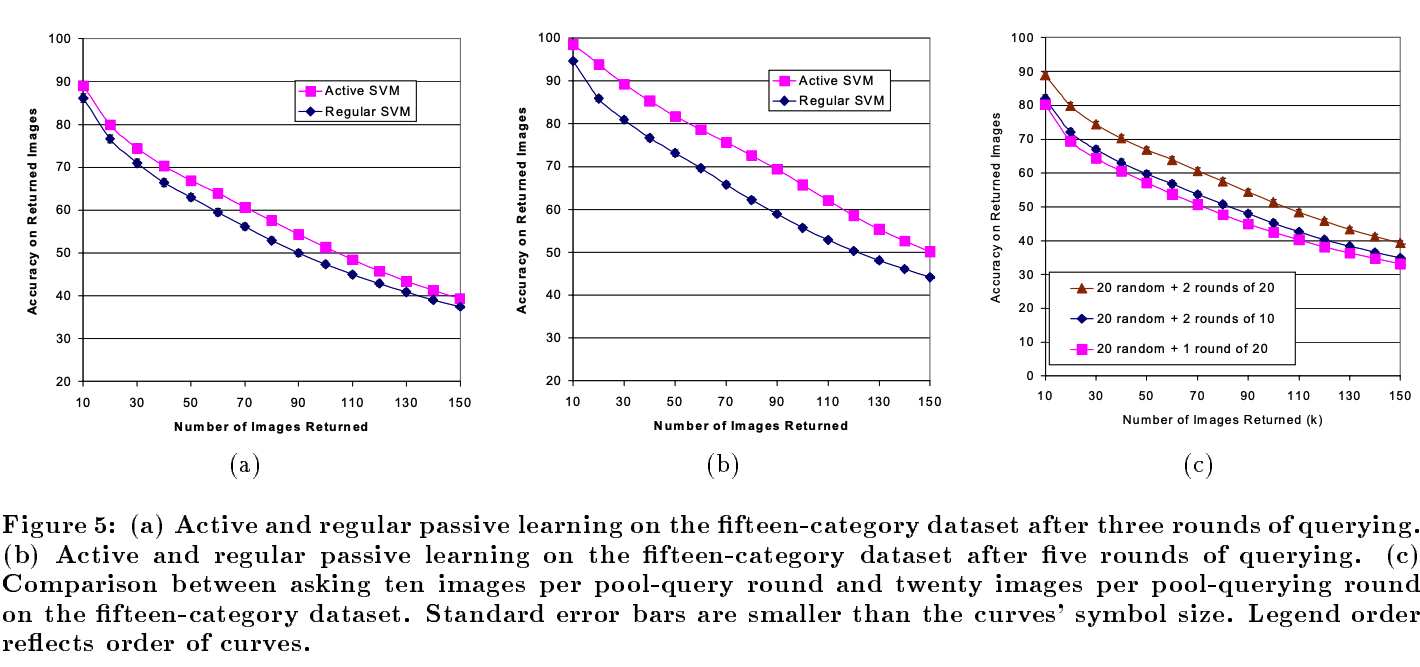 100
90
80
70
60
50
40
30
20
Accuracy on Returned Images
Active SVM
Regular SVM
10 30 50 70 90 110 130 150
Number of Images Returned
(a)
100
90
80
70
60
50
40
30
20
Accuracy on Returned Images
Active SVM
Regular SVM
10 30 50 70 90 110 130 150
Number of Images Returned
(b)
100
90
80
70
60
50
40
30
20
10
0
Accuracy on Returned Images
20 random + 2 rounds of 20
20 random + 2 rounds of 10
20 random + 1 round of 20
10 30 50 70 90 110 130 150
Number of Images Returned (k)
(c)
Figure 5: (a) Active and regular passive learning on the fifteen-category dataset after three rounds of querying.
(b) Active and regular passive learning on the fifteen-category dataset after five rounds of querying. (c)
Comparison between asking ten images per pool-query round and twenty images per pool-querying round
on the fifteen-category dataset. Standard error bars are smaller than the curves' symbol size. Legend order
reflects order of curves.